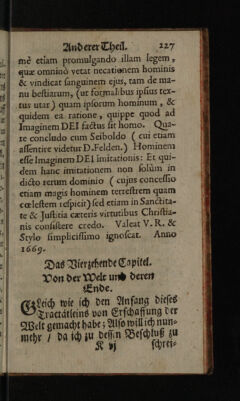 Anderer Theil. 227
mè etiam promulgando illam legem,
quæ omninò vetat necationem hominis
& vindicat sanguinem ejus, tam de ma-
nu bestiarum, (ut formalibus ipsius tex-
tus utar) quam ipsorum hominum, &
quidem ea ratione, quippe quod ad
Imaginem DEI factus sit homo. Qua-
re concludo cum Seiboldo (cui etiam
assentire videtur D. Felden.) Hominem
esse Imaginem DEI imitationis: Et qui-
dem hanc imitationem non solùm in
dicto rerum dominio (cujus concessio
etiam magis hominem terrestrem quam
cœlestem respicit) sed etiam in Sanctita-
te & Justitia cæteris virtutibus Christia-
nis consistere credo. Valeat V. R. &
Stylo simplicissimo ignoscat. Anno
1669.
Das Vierzehende Capitel.
Von der Welt und deren
Ende.
GLeich wie ich den Anfang dieses
Tractätleins von Erschaffung der
Welt gemacht habe; Also will ich nun-
mehr / da ich zu dessen Beschluß zu
K vj schrei-